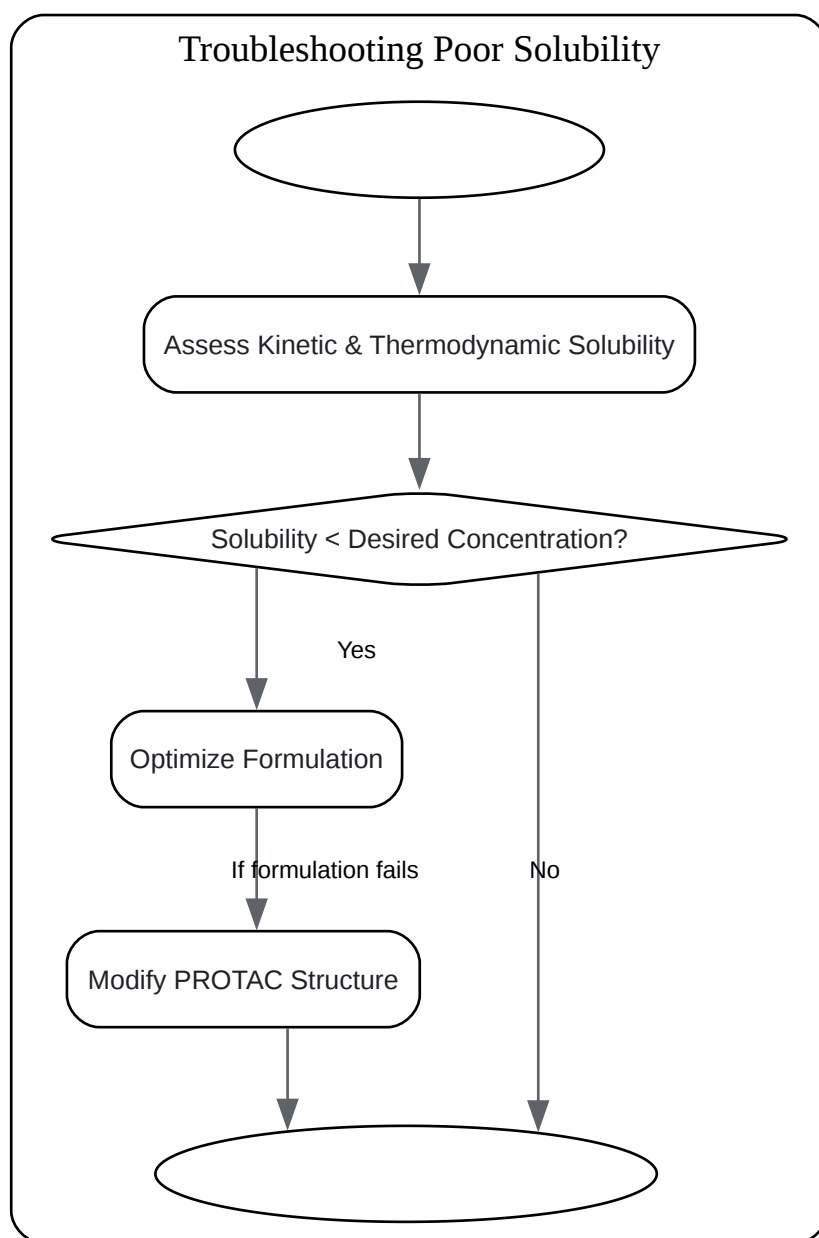 Troubleshooting Poor Solubility
Assess Kinetic & Thermodynamic Solubility
Solubility < Desired Concentration?
Yes
Optimize Formulation
If formulation fails
No
Modify PROTAC Structure